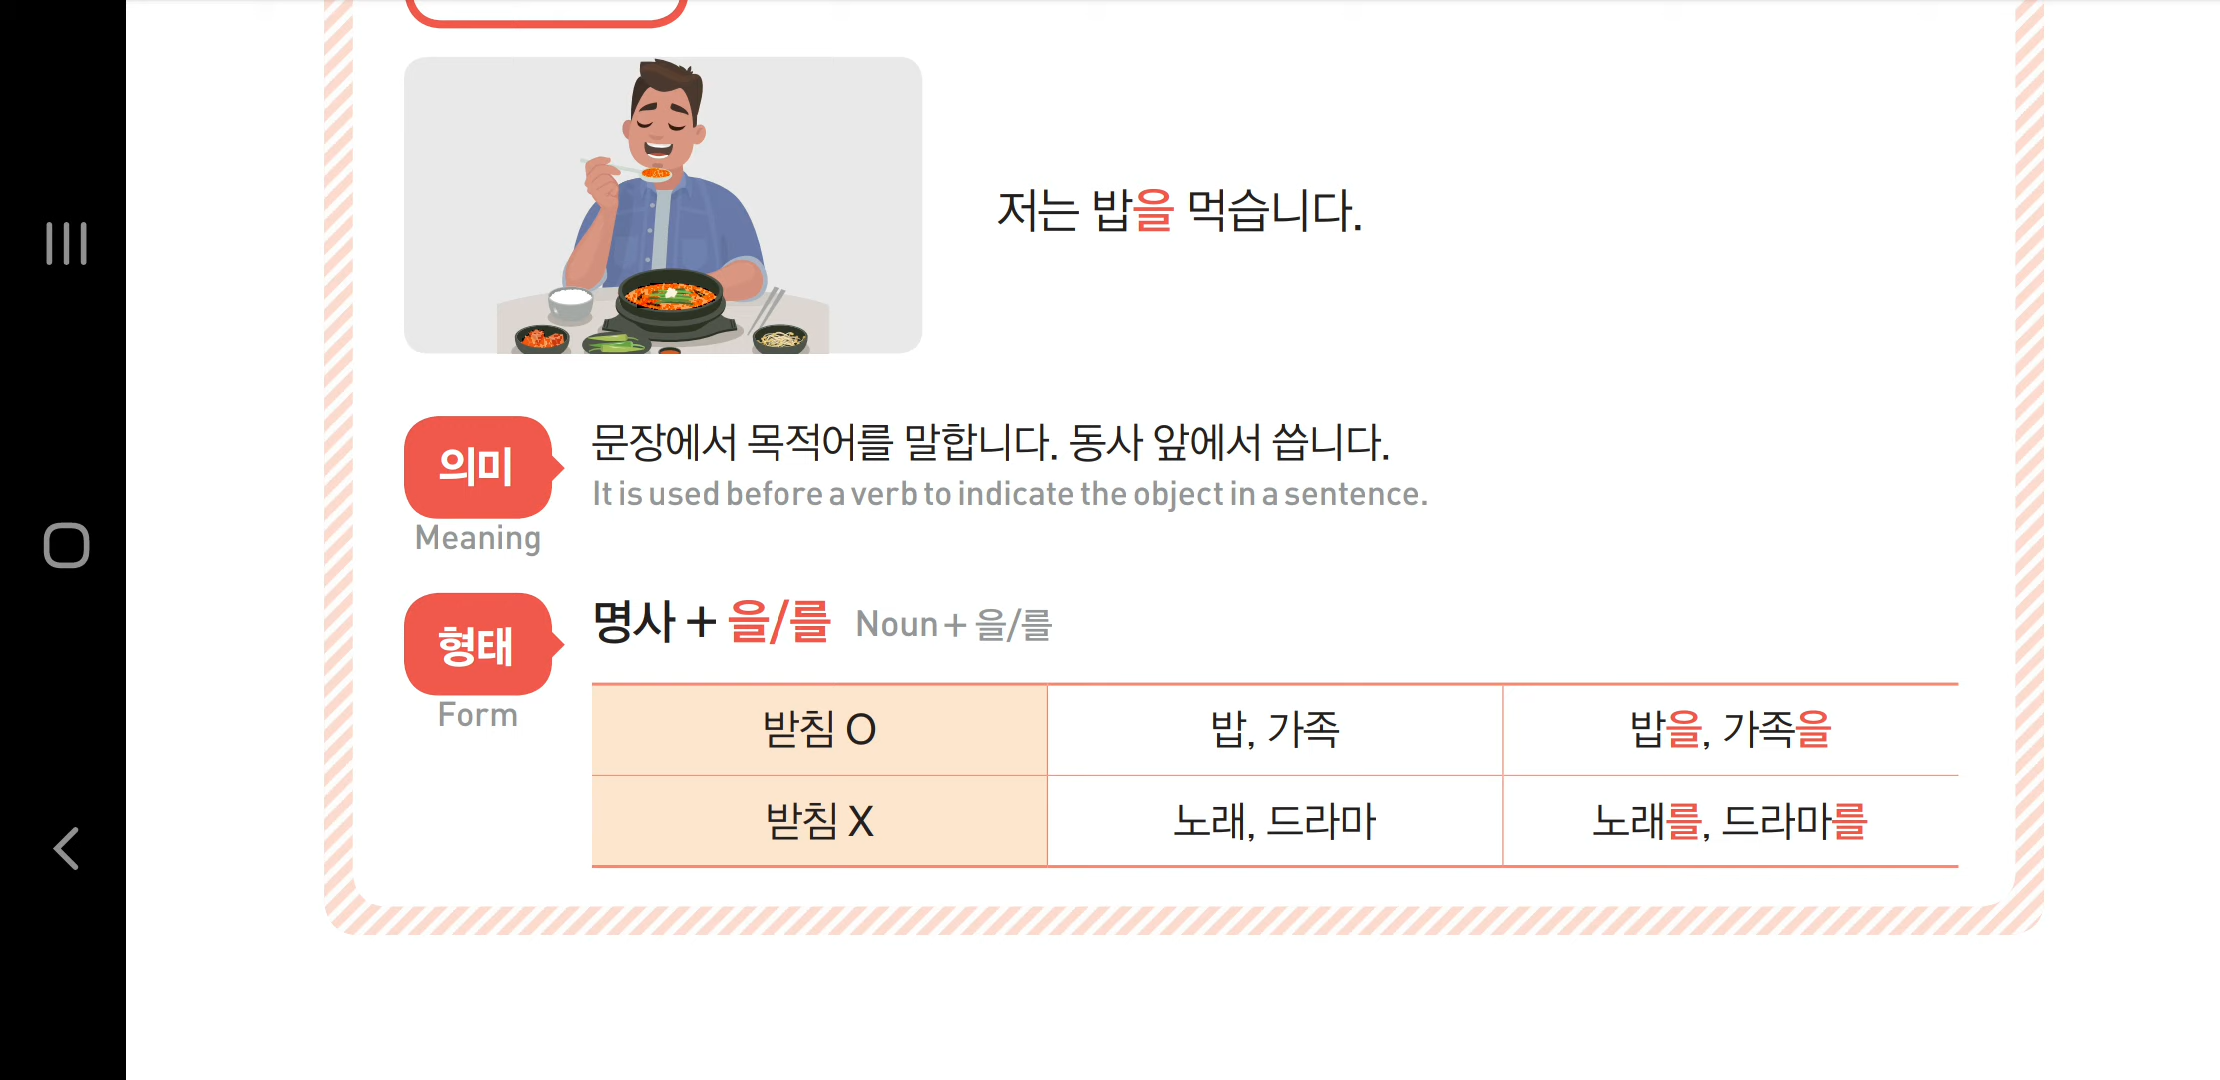 저는 밥을 먹습니다.
의미
Meaning
문장에서 목적어를 말합니다. 동사 앞에서 씁니다.
It is used before a verb to indicate the object in a sentence.
형태
Form
명사 + 을/를 Noun + 을/를
받침 O 밥, 가족 밥을, 가족을
받침 X 노래, 드라마 노래를, 드라마를